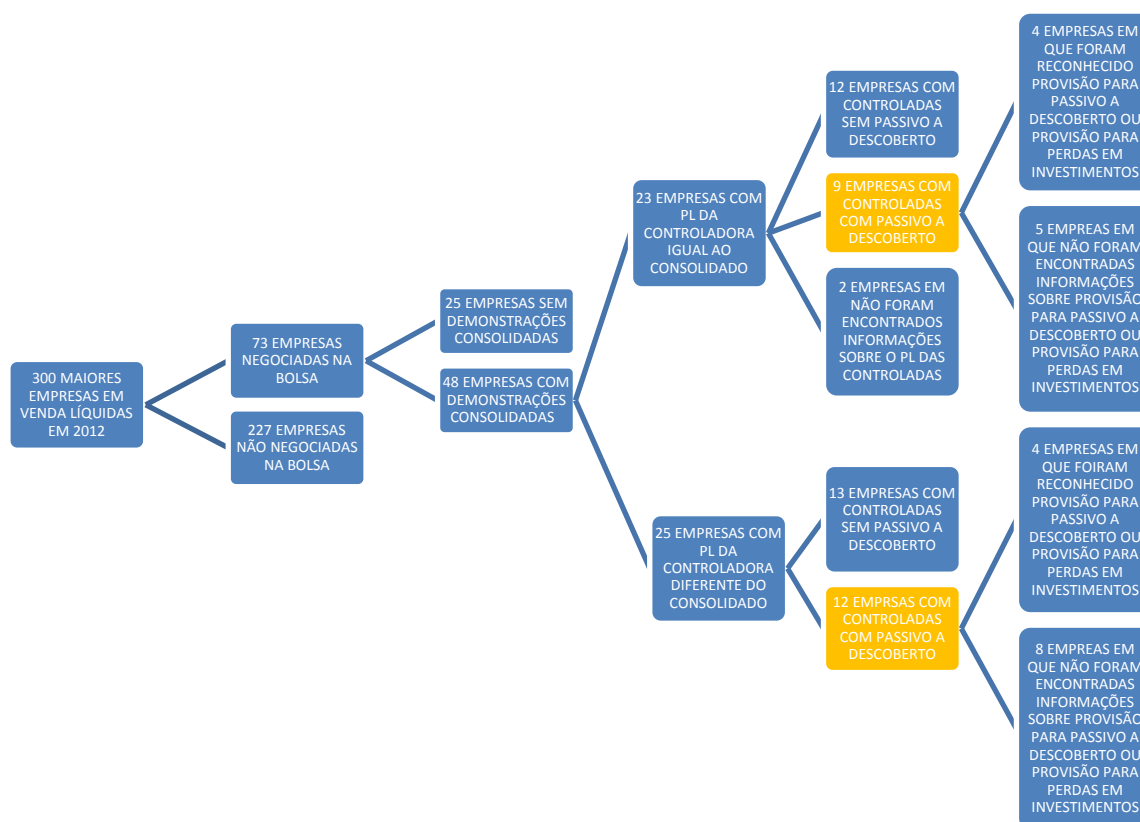 300 MAIORES
EMPRESAS EM
VENDA LÍQUIDAS
EM 2012
73 EMPRESAS
NEGOCIADAS NA
BOLSA
227 EMPRESAS
NÃO NEGOCIADAS
NA BOLSA
25 EMPRESAS SEM
DEMONSTRAÇÕES
CONSOLIDADAS
48 EMPRESAS COM
DEMONSTRAÇÕES
CONSOLIDADAS
23 EMPRESAS COM
PL DA
CONTROLADORA
IGUAL AO
CONSOLIDADO
25 EMPRESAS COM
PL DA
CONTROLADORA
DIFERENTE DO
CONSOLIDADO
12 EMPRESAS COM
CONTROLADAS
SEM PASSIVO A
DESCOBERTO
9 EMPRESAS COM
CONTROLADAS
COM PASSIVO A
DESCOBERTO
2 EMPRESAS EM
NÃO FORAM
ENCONTRADOS
INFORMAÇÕES
SOBRE O PL DAS
CONTROLADAS
13 EMPRESAS COM
CONTROLADAS
SEM PASSIVO A
DESCOBERTO
12 EMPRSAS COM
CONTROLADAS
COM PASSIVO A
DESCOBERTO
4 EMPRESAS EM
QUE FORAM
RECONHECIDO
PROVISÃO PARA
PASSIVO A
DESCOBERTO OU
PROVISÃO PARA
PERDAS EM
INVESTIMENTOS
5 EMPREAS EM
QUE NÃO FORAM
ENCONTRADAS
INFORMAÇÕES
SOBRE PROVISÃO
PARA PASSIVO A
DESCOBERTO OU
PROVISÃO PARA
PERDAS EM
INVESTIMENTOS
4 EMPRESAS EM
QUE FOIRAM
RECONHECIDO
PROVISÃO PARA
PASSIVO A
DESCOBERTO OU
PROVISÃO PARA
PERDAS EM
INVESTIMENTOS
8 EMPREAS EM
QUE NÃO FORAM
ENCONTRADAS
INFORMAÇÕES
SOBRE PROVISÃO
PARA PASSIVO A
DESCOBERTO OU
PROVISÃO PARA
PERDAS EM
INVESTIMENTOS